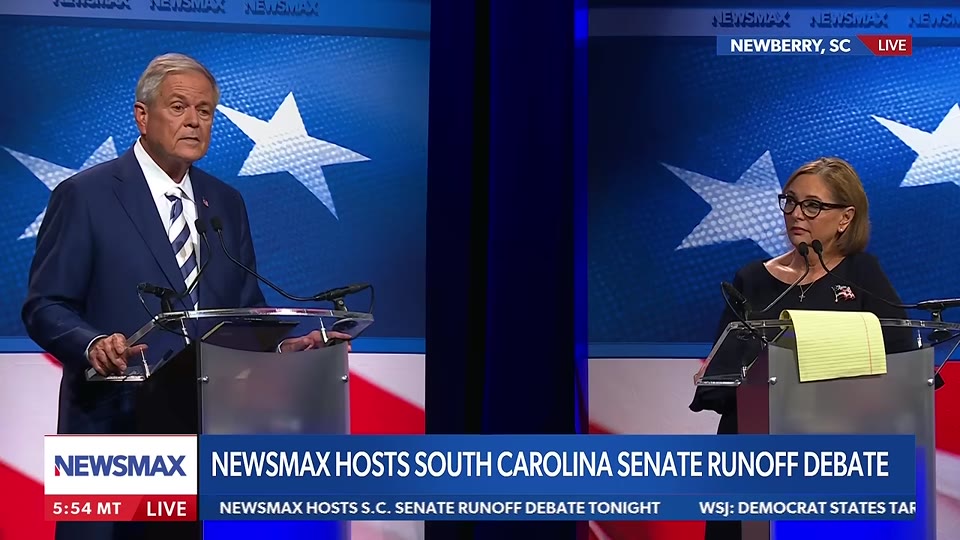 NEWSMAX
NEWSMAX
NEWSMAX
NEWSMAX
NEWSMAX
NEWSMAX
NEWBERRY, SC
LIVE
NEWSMAX
NEWSMAX HOSTS SOUTH CAROLINA SENATE RUNOFF DEBATE
5:54 MT
LIVE
NEWSMAX HOSTS S.C. SENATE RUNOFF DEBATE TONIGHT
WSJ: DEMOCRAT STATES TAR